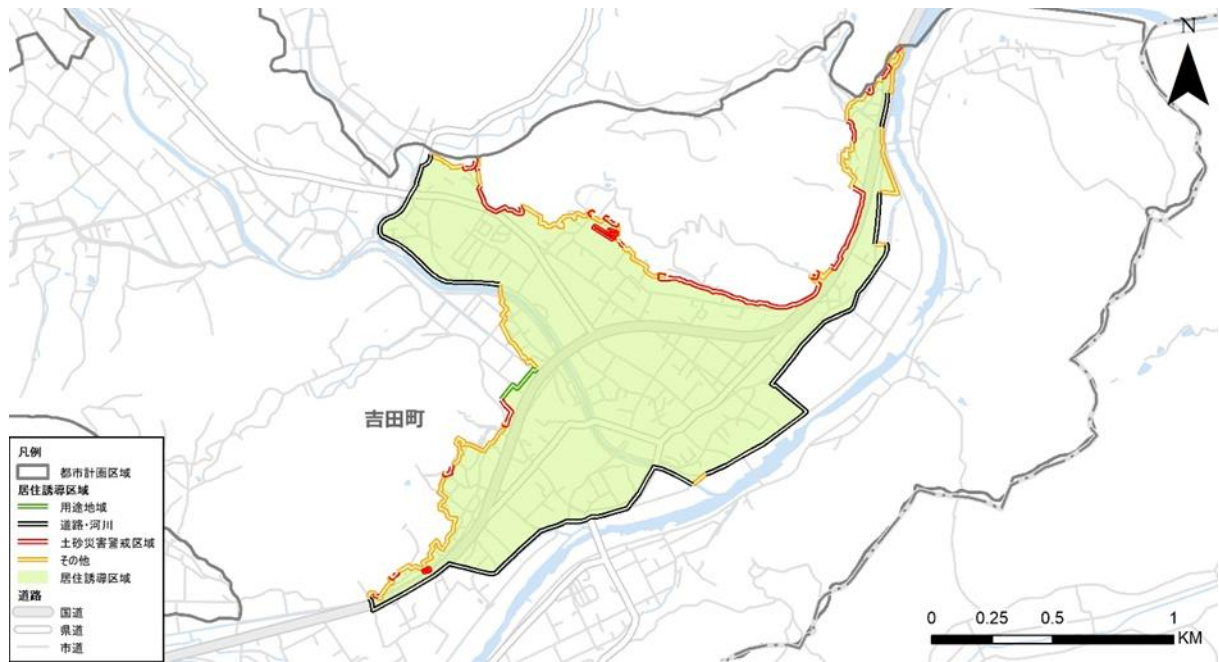 N
吉田町
凡例
都市計画区域
居住誘導区域
用途地域
道路・河川
土砂災害警戒区域
その他
居住誘導区域
道路
国道
県道
市道
0 0.25 0.5 1
KM